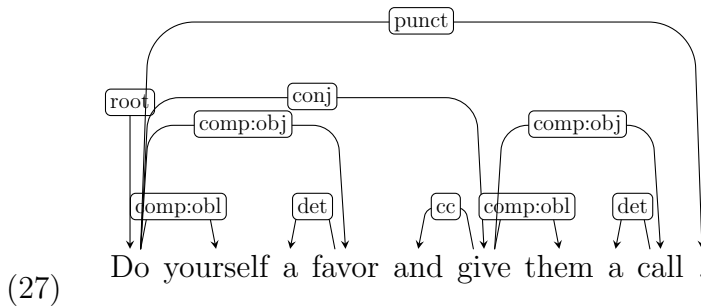 punct
root conj
comp:obj comp:obj
comp:obl det cc comp:obl det
Do yourself a favor and give them a call .
(27)